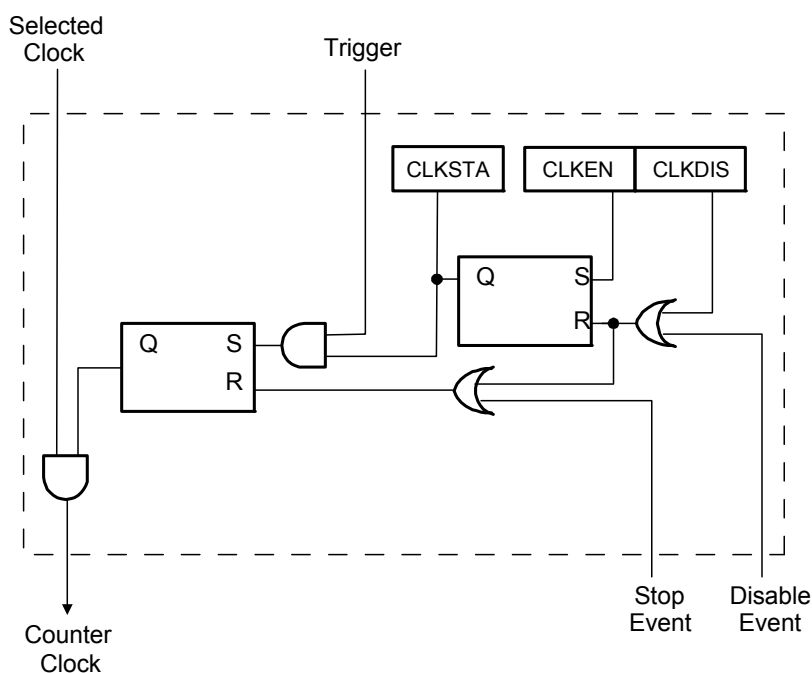 Selected
Clock
Trigger
CLKSTA
CLKEN
CLKDIS
Q
S
R
Q
S
R
Stop
Event
Disable
Event
Counter
Clock